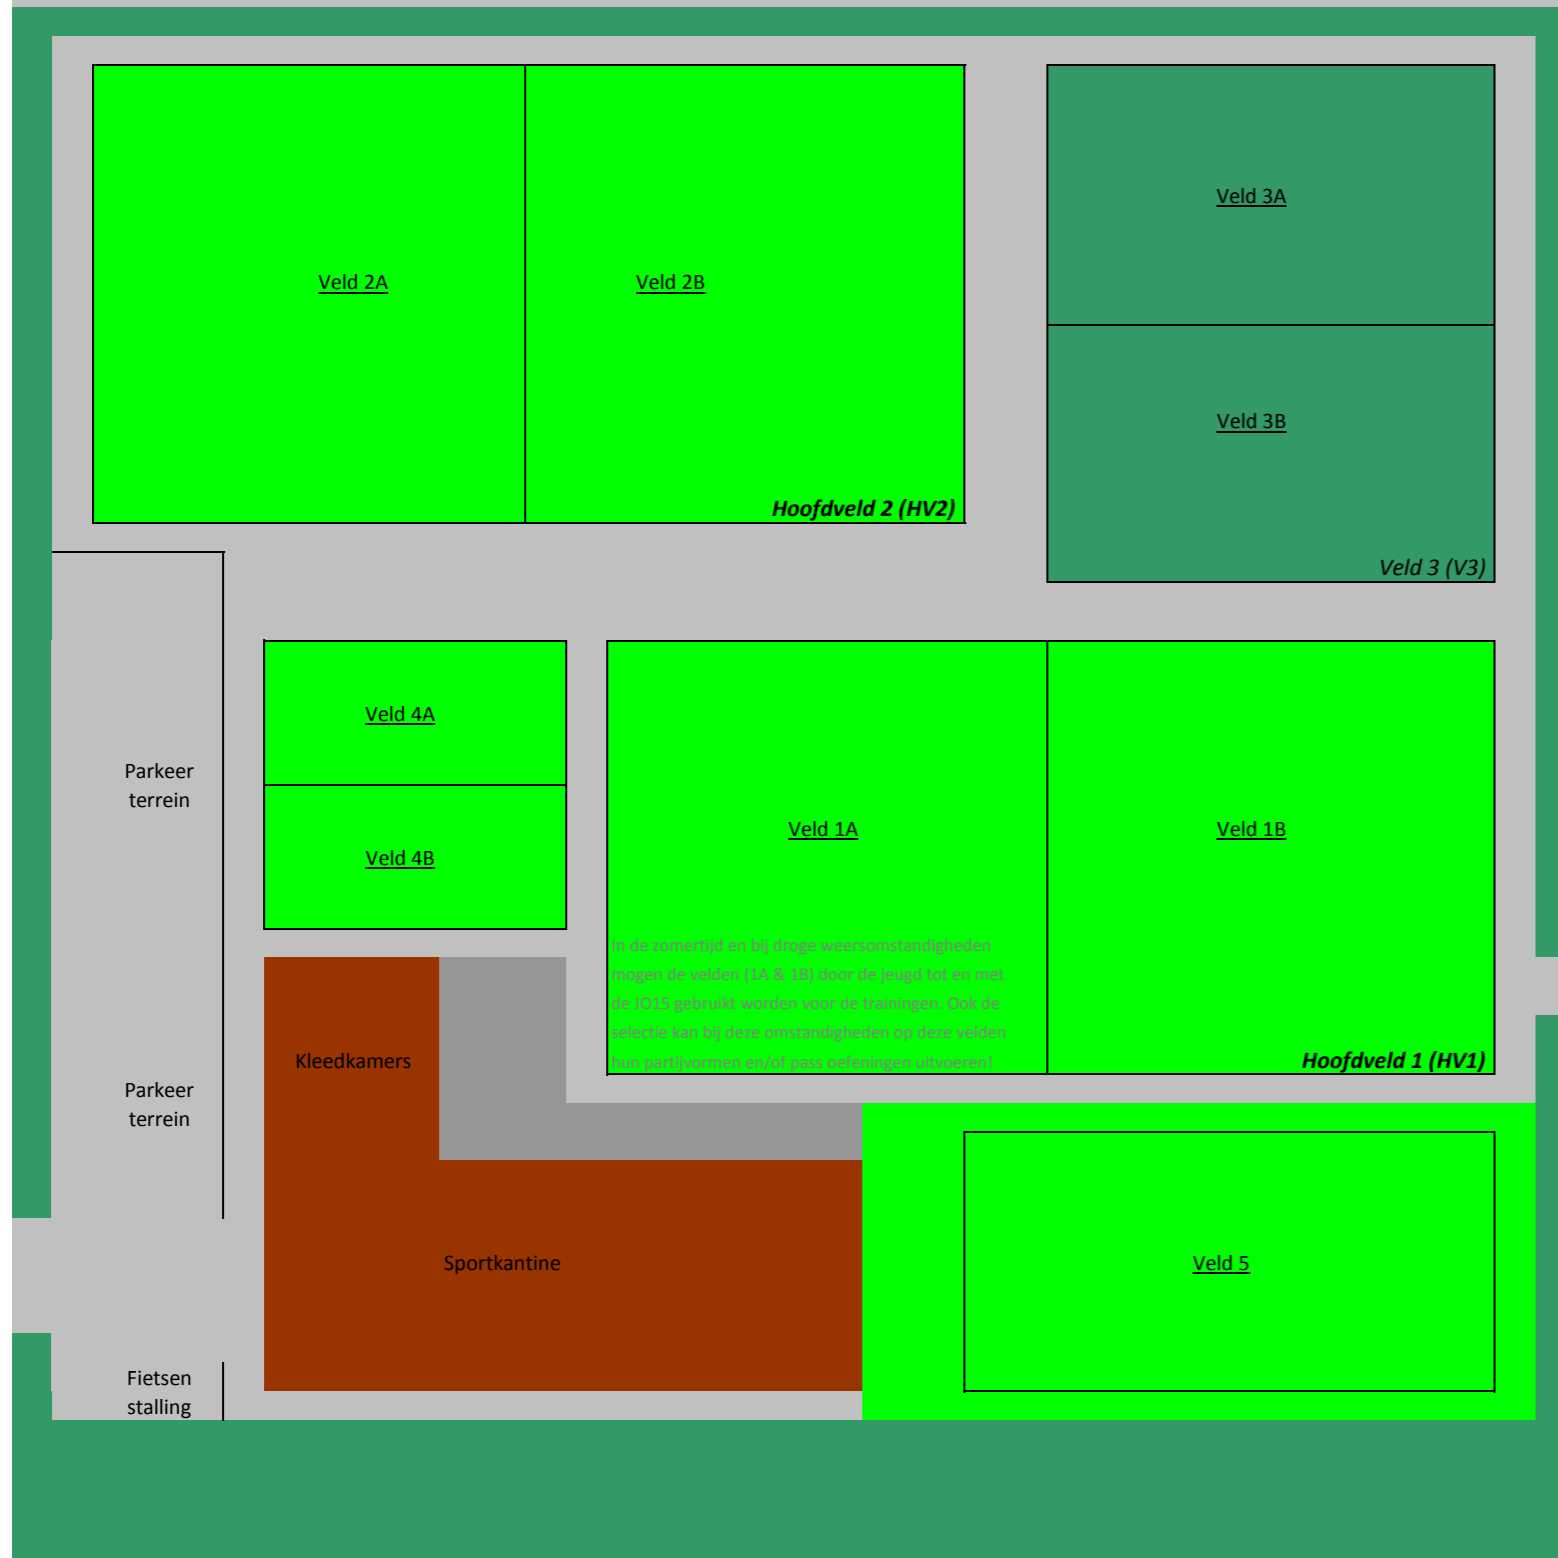 Veld 3A
Veld 2A
Veld 2B
Veld 3B
Hoofdveld 2 (HV2)
Veld 3 (V3)
Veld 4A
Parkeer
terrein
Veld 4B
Veld 1A
Veld 1B
In de zomertijd en bij droge weersomstandigheden
mogen de velden (1A & 1B) door de jeugd tot en met
de JO15 gebruikt worden voor de trainingen. Ook de
selectie kan bij deze omstandigheden op deze velden
hun partijvormen en/of pass oefeningen uitvoeren!
Hoofdveld 1 (HV1)
Kleedkamers
Parkeer
terrein
Sportkantine
Veld 5
Fietsen
stalling